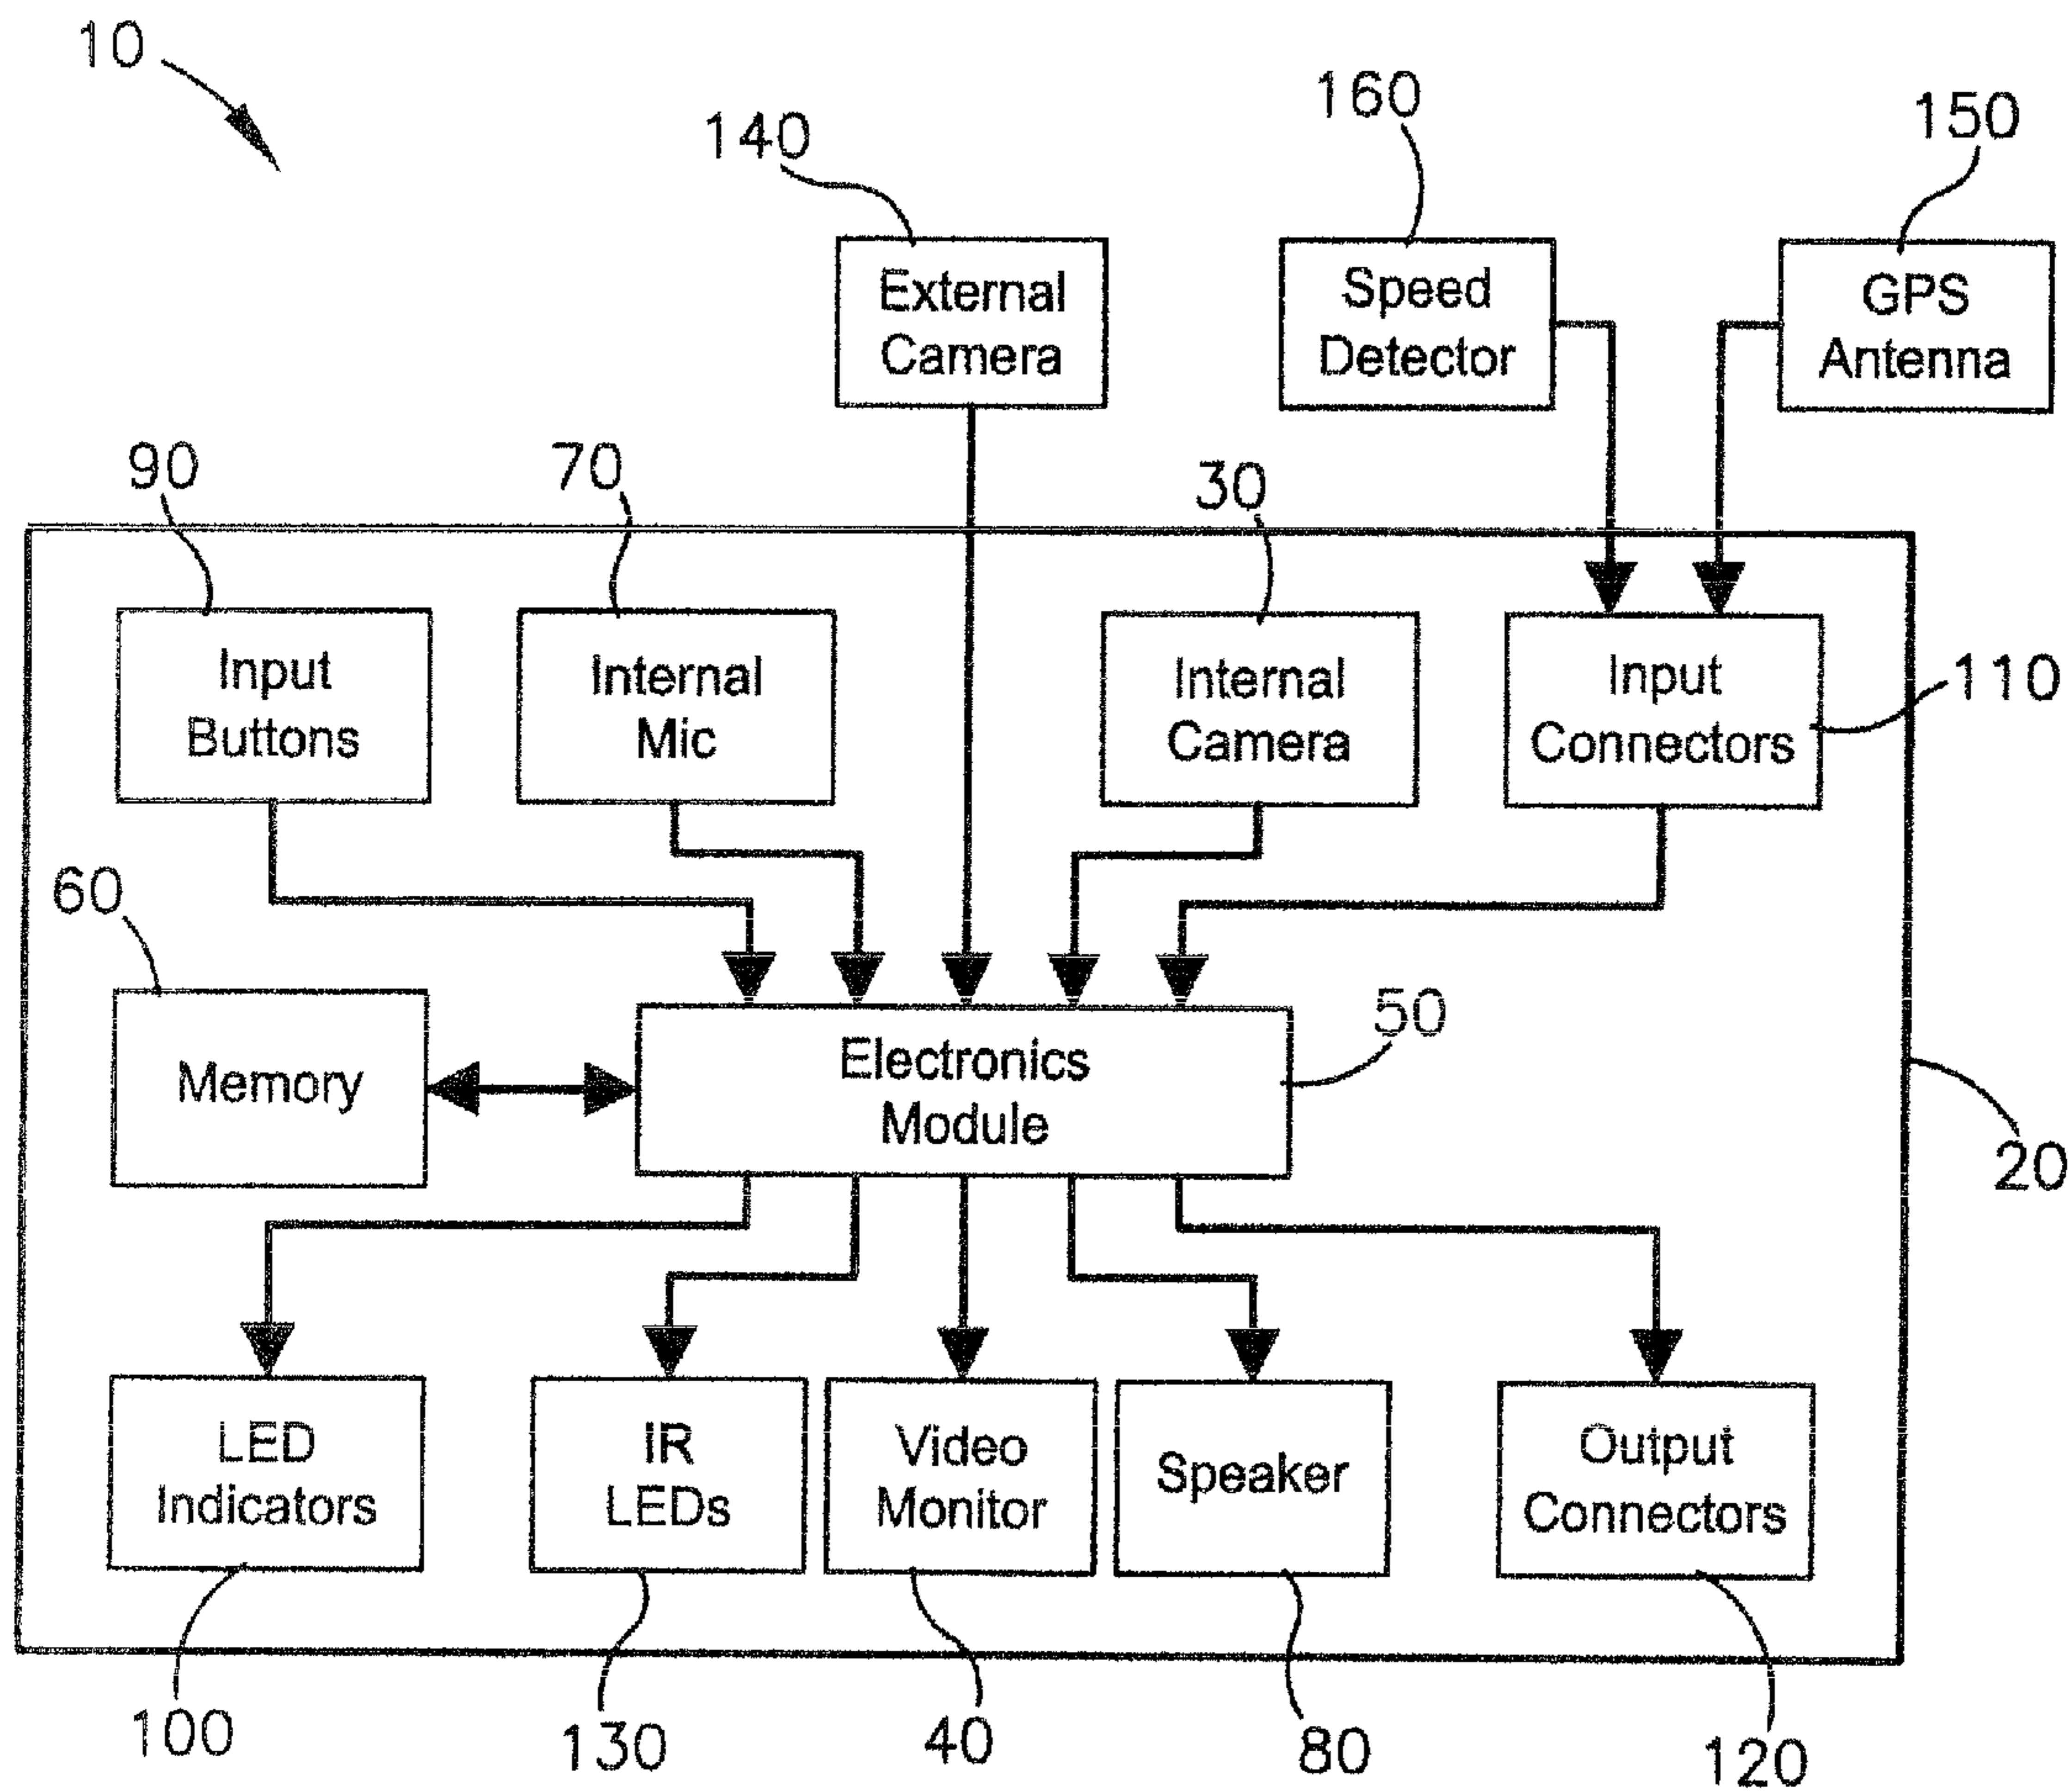 10
140
160
150
External
Camera
Speed
Detector
GPS
Antenna
90
70
30
Input
Buttons
Internal
Mic
Internal
Camera
Input
Connectors
110
60
Memory
Electronics
Module
50
20
LED
Indicators
IR
LEDs
Video
Monitor
Speaker
Output
Connectors
100
130
40
80
120